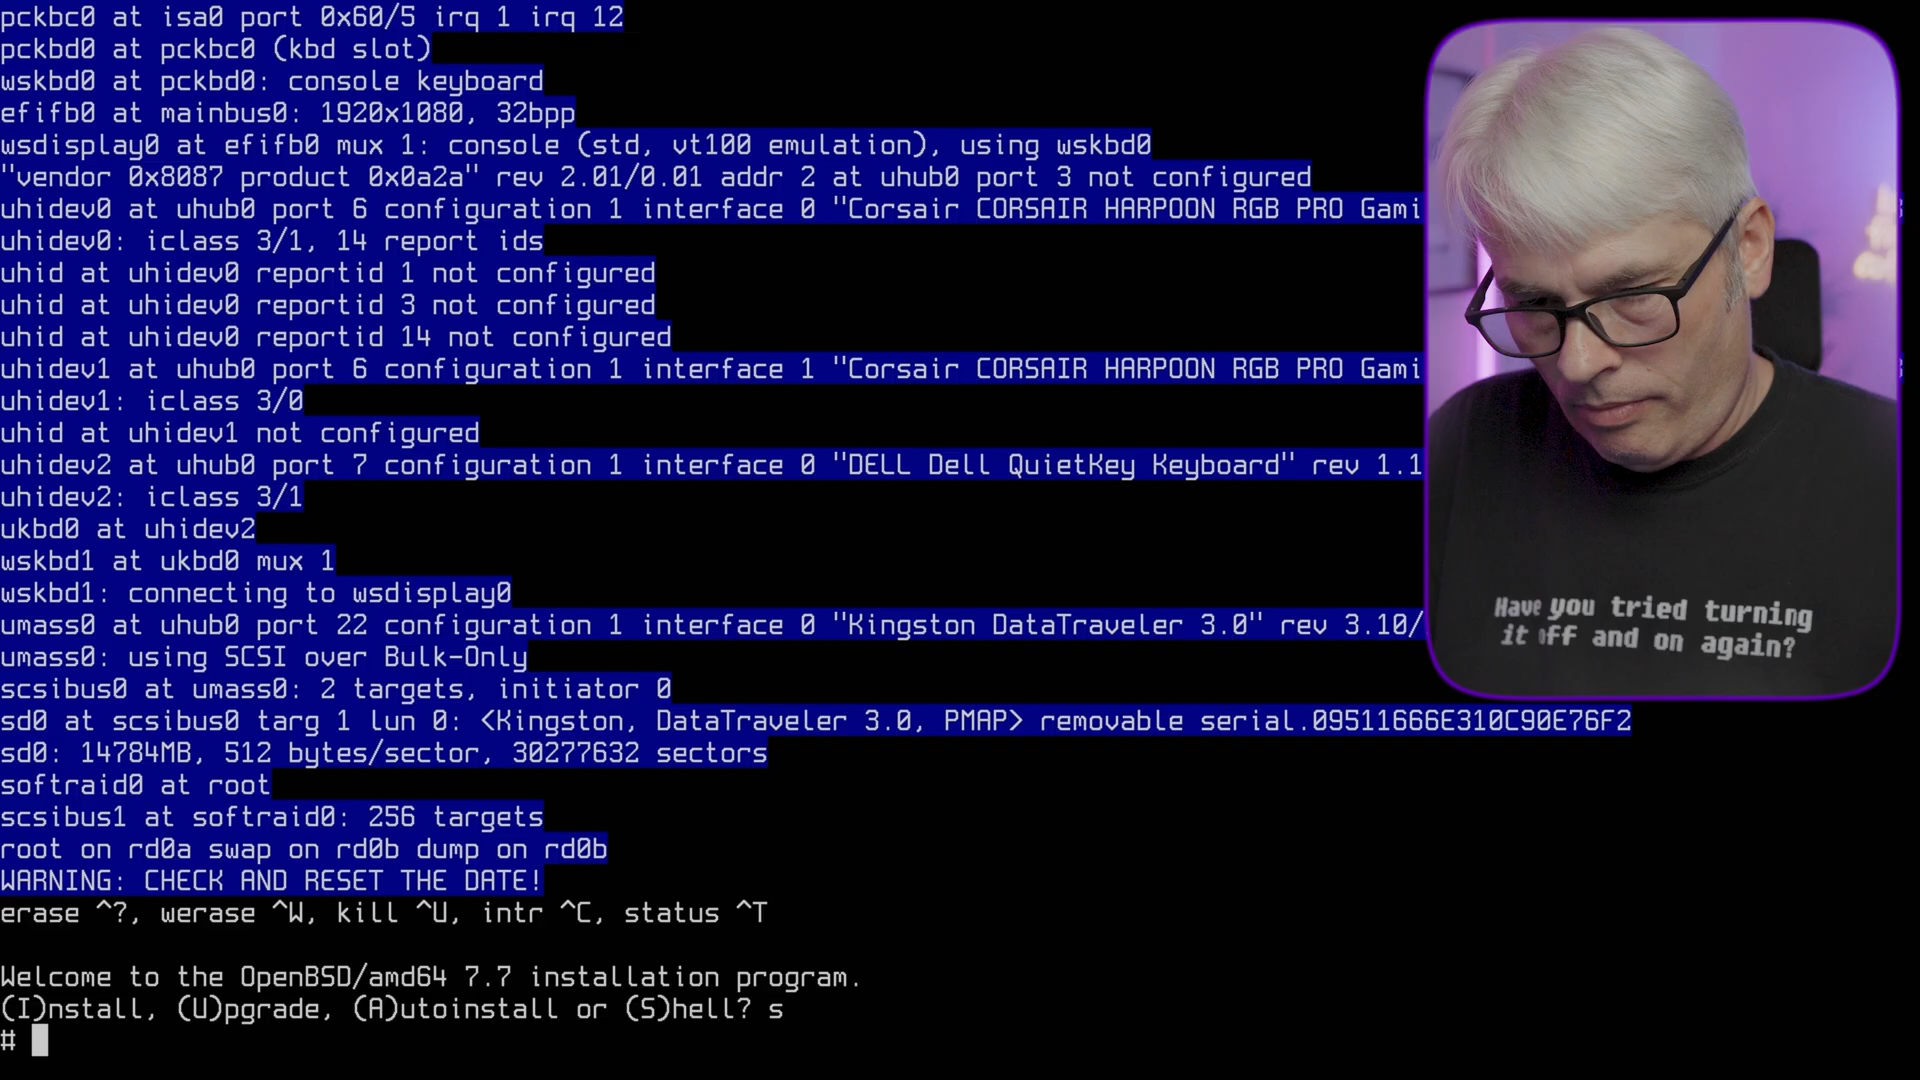 pckbc0 at isa0 port 0x60/5 irq 1 irq 12
pckbd0 at pckbc0 (kbd slot)
wskbd0 at pckbd0: console keyboard
efifb0 at mainbus0: 1920x1080, 32bpp
wsdisplay0 at efifb0 mux 1: console (std, vt100 emulation), using wskbd0
"vendor 0x8087 product 0x0a2a" rev 2.01/0.01 addr 2 at uhub0 port 3 not configured
uhidev0 at uhub0 port 6 configuration 1 interface 0 "Corsair CORSAIR HARPOON RGB PRO Gami
uhidev0: iclass 3/1, 14 report ids
uhid at uhidev0 reportid 1 not configured
uhid at uhidev0 reportid 3 not configured
uhid at uhidev0 reportid 14 not configured
uhidev1 at uhub0 port 6 configuration 1 interface 1 "Corsair CORSAIR HARPOON RGB PRO Gami
uhidev1: iclass 3/0
uhid at uhidev1 not configured
uhidev2 at uhub0 port 7 configuration 1 interface 0 "DELL Dell QuietKey Keyboard" rev 1.1
uhidev2: iclass 3/1
ukbd0 at uhidev2
wskbd1 at ukbd0 mux 1
wskbd1: connecting to wsdisplay0
umass0 at uhub0 port 22 configuration 1 interface 0 "Kingston DataTraveler 3.0" rev 3.10/
umass0: using SCSI over Bulk-Only
scsibus0 at umass0: 2 targets, initiator 0
sd0 at scsibus0 targ 1 lun 0: <Kingston, DataTraveler 3.0, PMAP> removable serial.09511666E310C90E76F2
sd0: 14784MB, 512 bytes/sector, 30277632 sectors
softraid0 at root
scsibus1 at softraid0: 256 targets
root on rd0a swap on rd0b dump on rd0b
WARNING: CHECK AND RESET THE DATE!
erase ^?, werase ^W, kill ^U, intr ^C, status ^T
Welcome to the OpenBSD/amd64 7.7 installation program.
(I)nstall, (U)pgrade, (A)utoinstall or (S)hell? s
#
Have you tried turning
it off and on again?